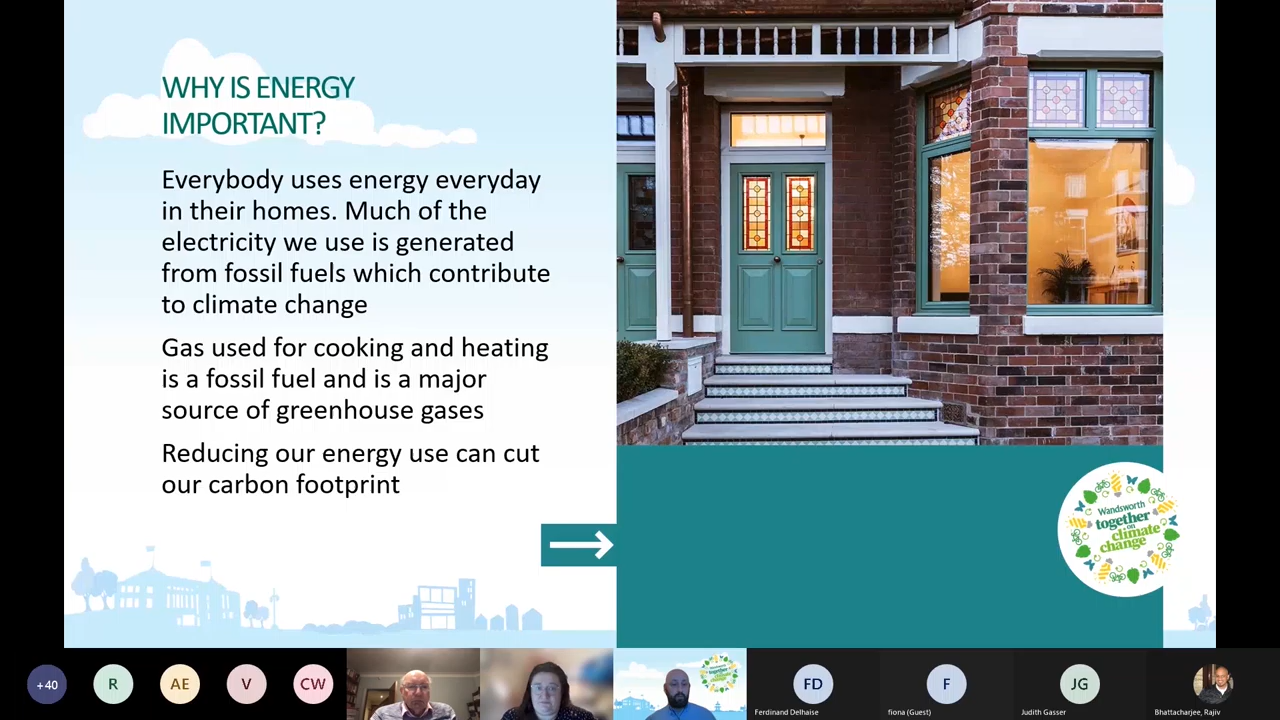 WHY IS ENERGY
IMPORTANT?
Everybody uses energy everyday
in their homes. Much of the
electricity we use is generated
from fossil fuels which contribute
to climate change
Gas used for cooking and heating
is a fossil fuel and is a major
source of greenhouse gases
Reducing our energy use can cut
our carbon footprint
Wandsworth
together
on
climate
change
+40
R
AE
V
CW
FD
Ferdinand Delhaise
F
fiona (Guest)
JG
Judith Gasser
Bhattacharjee, Rajiv